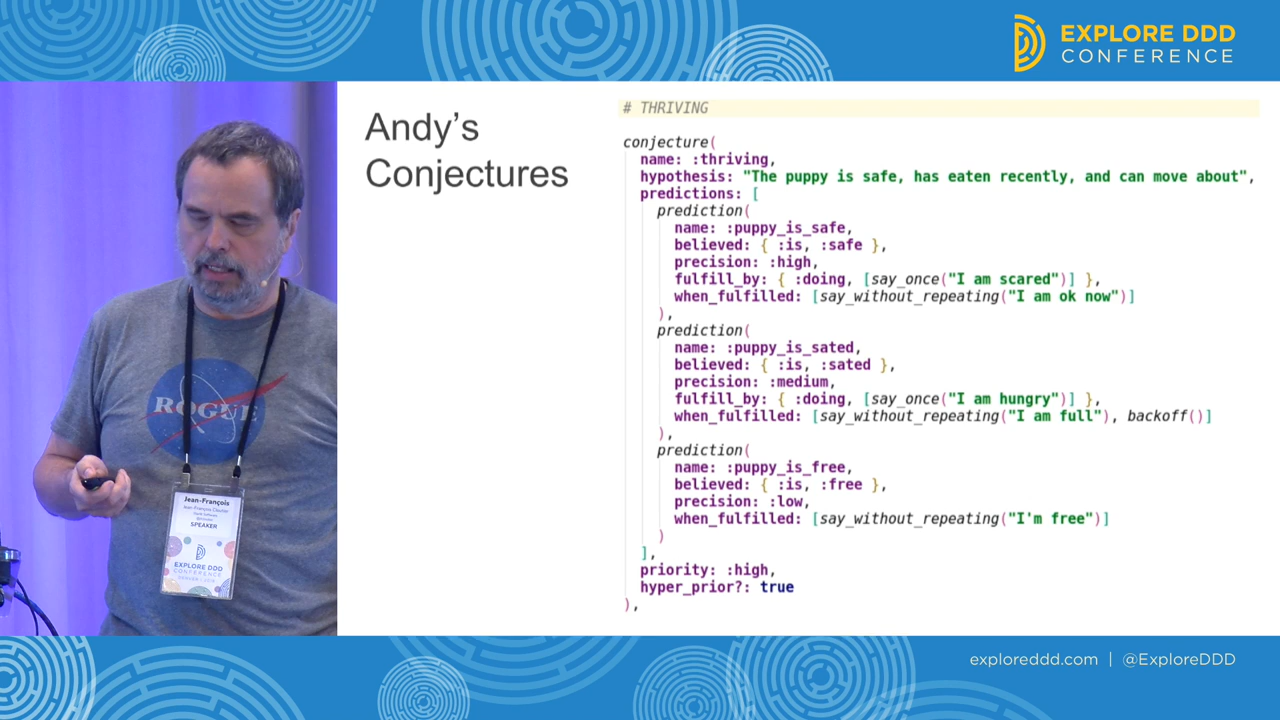 EXPLORE DDD
CONFERENCE
Andy's
Conjectures
# THRIVING
conjecture(
name: :thriving,
hypothesis: "The puppy is safe, has eaten recently, and can move about",
predictions: [
prediction(
name: :puppy_is_safe,
believed: { :is, :safe },
precision: :high,
fulfill_by: { :doing, [say_once("I am scared")] },
when_fulfilled: [say_without_repeating("I am ok now")]
),
prediction(
name: :puppy_is_sated,
believed: { :is, :sated },
precision: :medium,
fulfill_by: { :doing, [say_once("I am hungry")] },
when_fulfilled: [say_without_repeating("I am full"), backoff()]
),
prediction(
name: :puppy_is_free,
believed: { :is, :free },
precision: :low,
when_fulfilled: [say_without_repeating("I'm free")]
)
],
priority: :high,
hyper_prior?: true
),
ROGUE
Jean-François
SPEAKER
EXPLORE DDD
CONFERENCE
exploreddd.com | @ExploreDDD